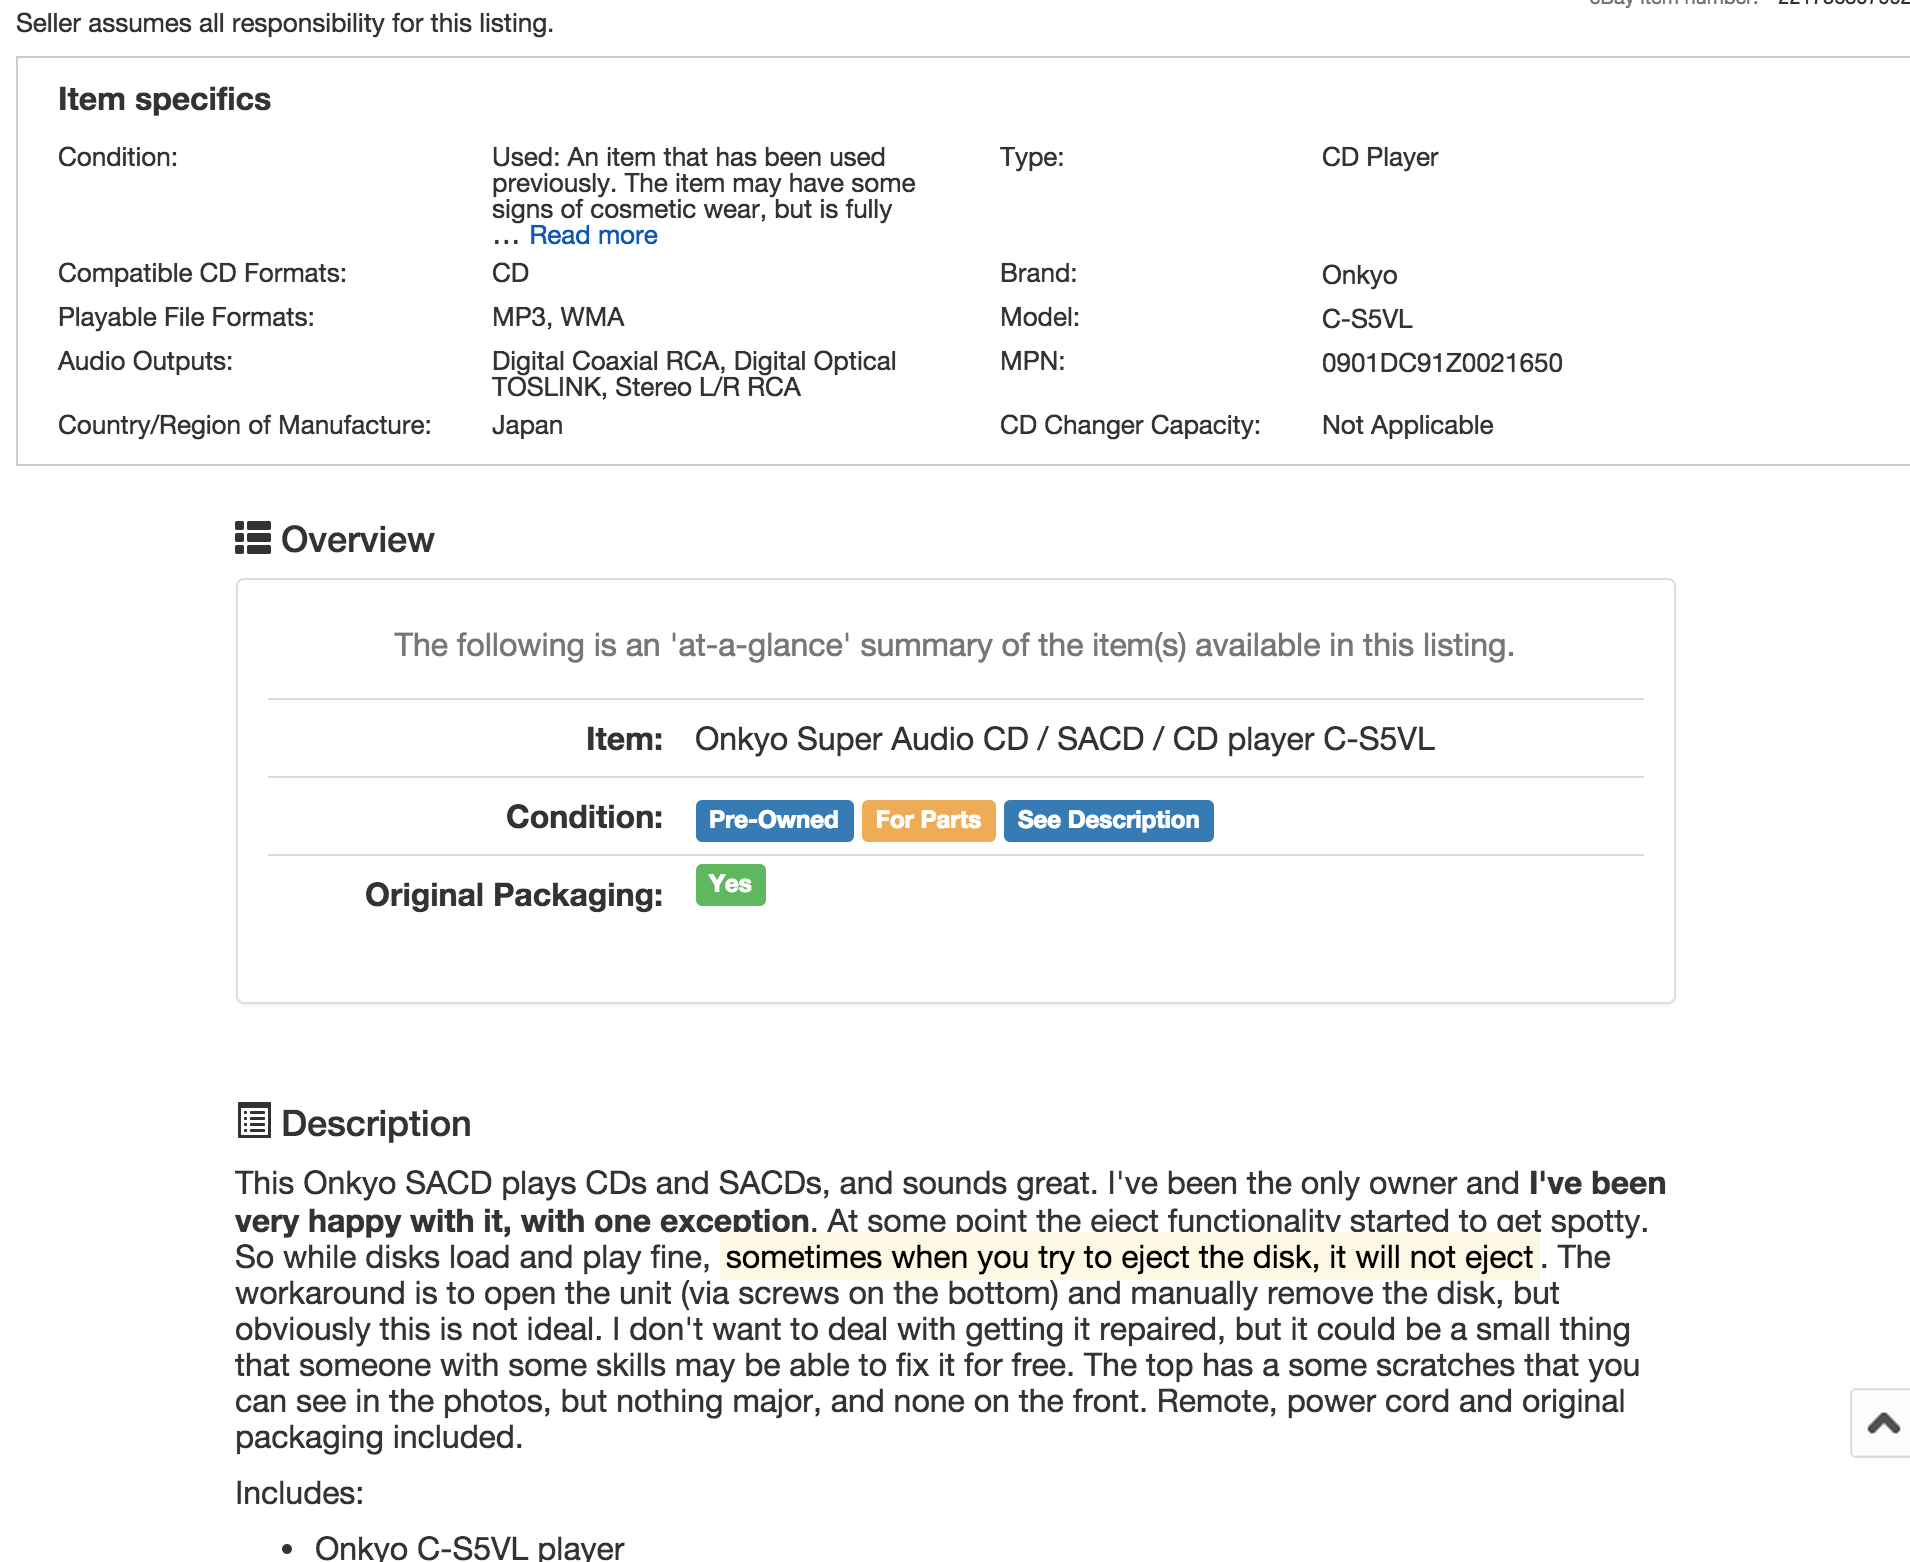 Seller assumes all responsibility for this listing.
eBay item number:
Item specifics
Condition:
Used: An item that has been used
previously. The item may have some
signs of cosmetic wear, but is fully
... Read more
Type:
CD Player
Compatible CD Formats:
CD
Brand:
Onkyo
Playable File Formats:
MP3, WMA
Model:
C-S5VL
Audio Outputs:
Digital Coaxial RCA, Digital Optical
TOSLINK, Stereo L/R RCA
MPN:
0901DC91Z0021650
Country/Region of Manufacture:
Japan
CD Changer Capacity:
Not Applicable
Overview
The following is an 'at-a-glance' summary of the item(s) available in this listing.
Item: Onkyo Super Audio CD / SACD / CD player C-S5VL
Condition: Pre-Owned For Parts See Description
Original Packaging: Yes
Description
This Onkyo SACD plays CDs and SACDs, and sounds great. I've been the only owner and I've been
very happy with it, with one exception. At some point the eject functionality started to get spotty.
So while disks load and play fine, sometimes when you try to eject the disk, it will not eject. The
workaround is to open the unit (via screws on the bottom) and manually remove the disk, but
obviously this is not ideal. I don't want to deal with getting it repaired, but it could be a small thing
that someone with some skills may be able to fix it for free. The top has a some scratches that you
can see in the photos, but nothing major, and none on the front. Remote, power cord and original
packaging included.
Includes:
• Onkyo C-S5VL player